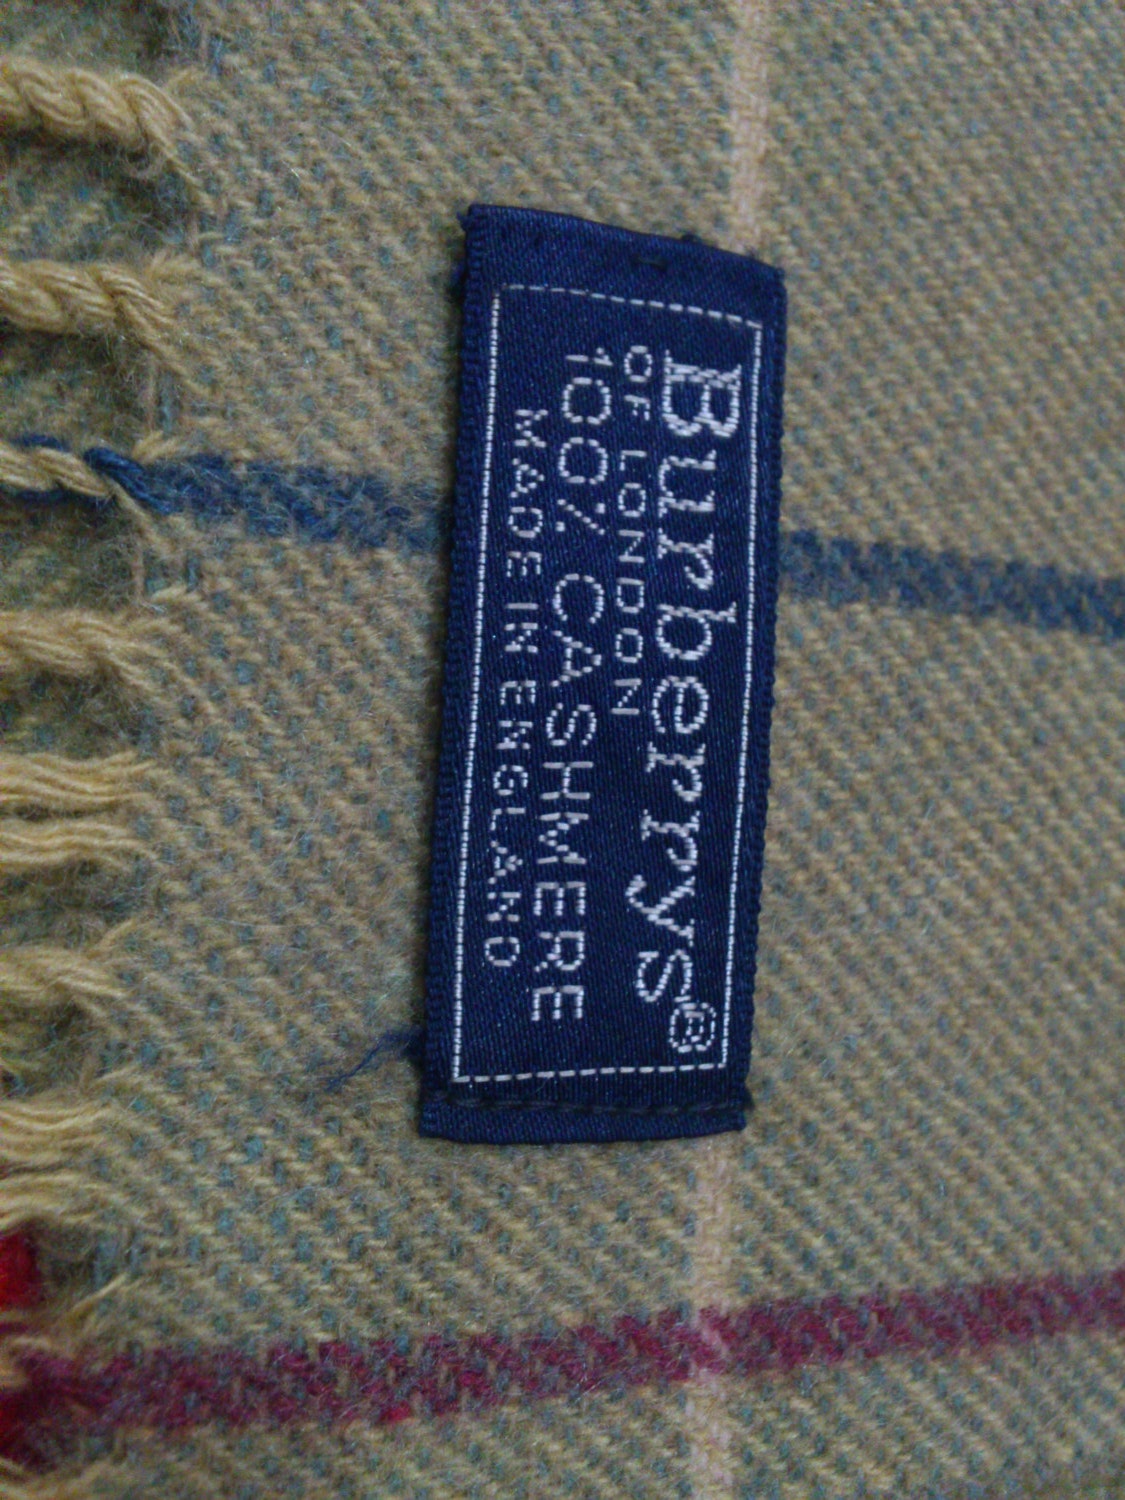 Burberrys®
OF LONDON
100% CASHMERE
MADE IN ENGLAND